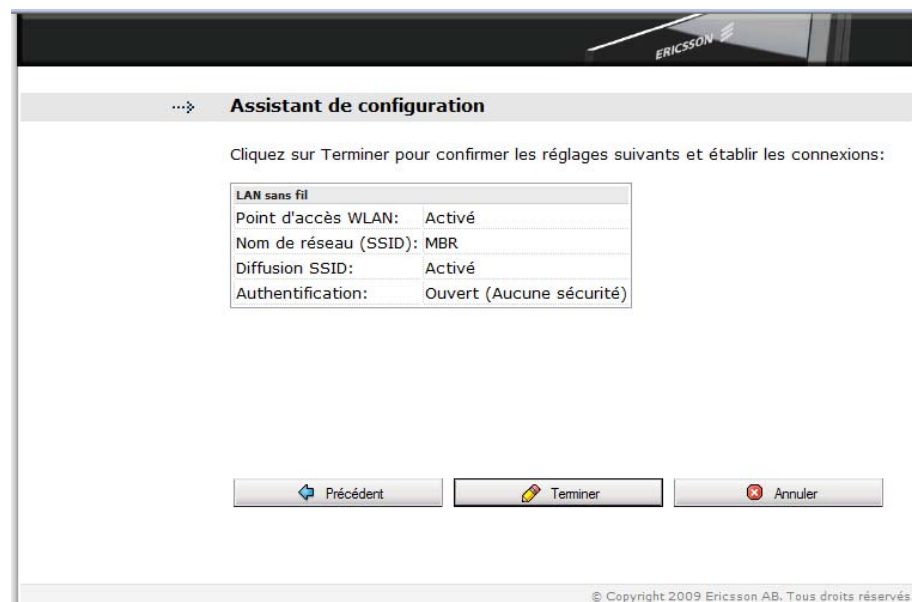 ERICSSON
Assistant de configuration
Cliquez sur Terminer pour confirmer les réglages suivants et établir les connexions:
LAN sans fil
Point d'accès WLAN: Activé
Nom de réseau (SSID): MBR
Diffusion SSID: Activé
Authentification: Ouvert (Aucune sécurité)
Précédent Terminer Annuler
© Copyright 2009 Ericsson AB. Tous droits réservés